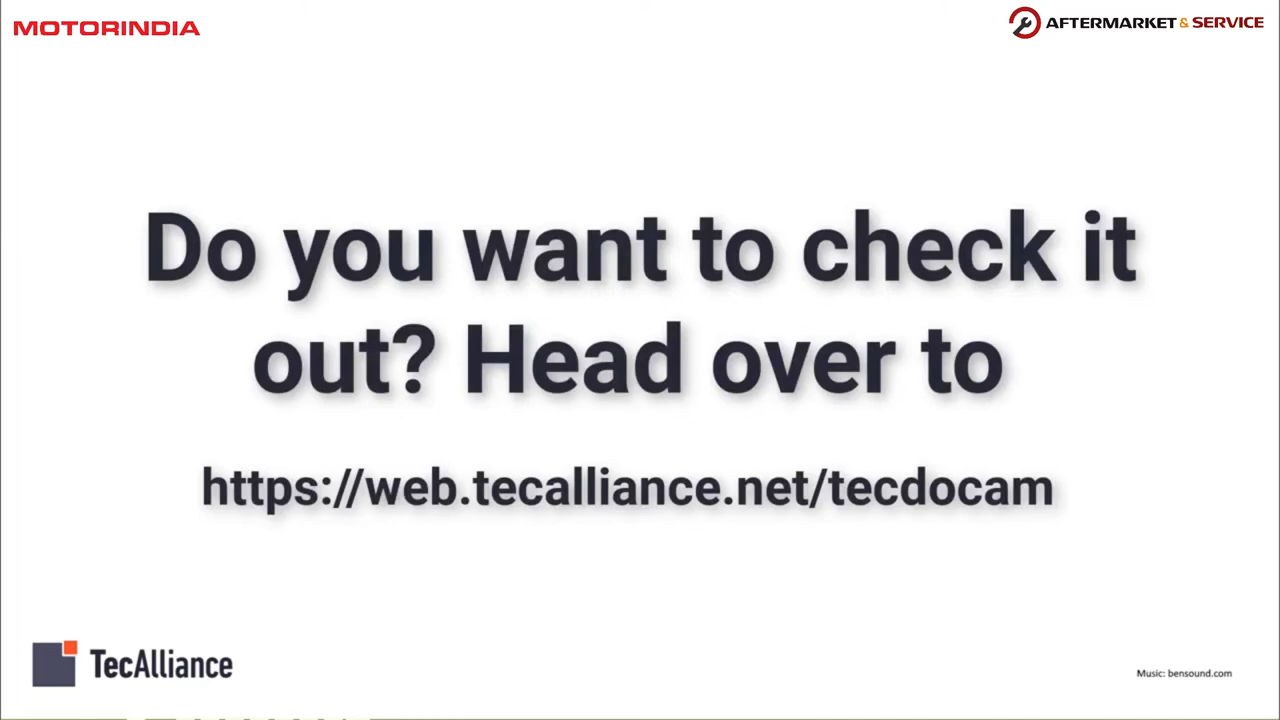 MOTORINDIA
AFTERMARKET & SERVICE
Do you want to check it
out? Head over to
https://web.tecalliance.net/tecdocam
TecAlliance
Music: bensound.com